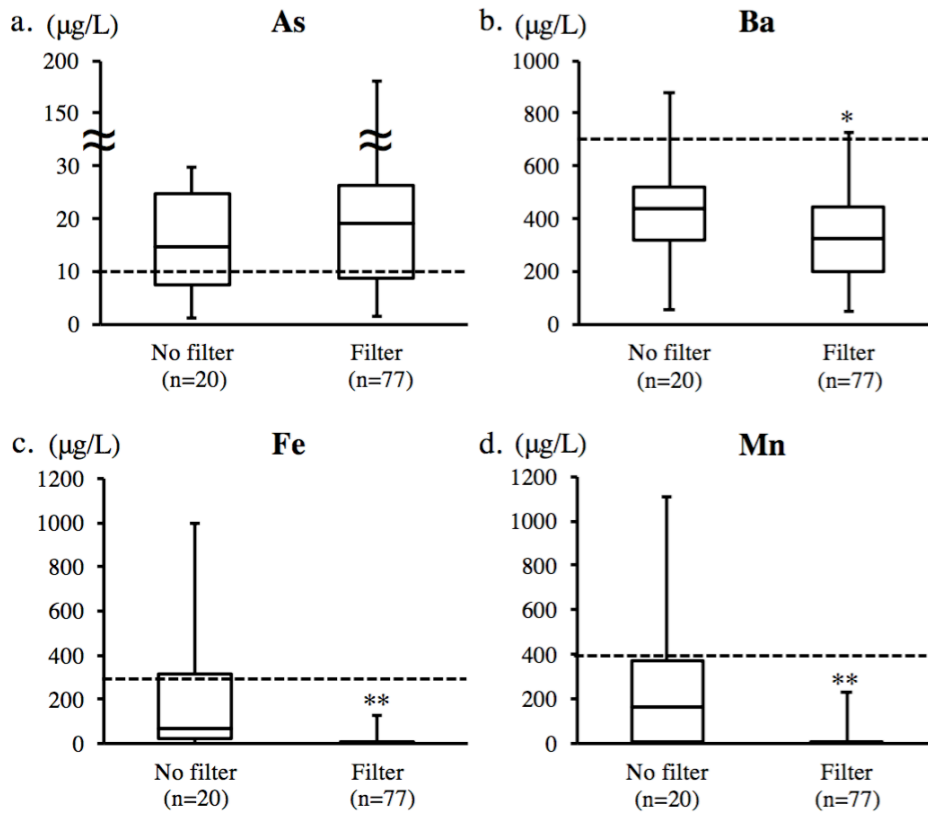 a. (μg/L) As
200
150
30
20
10
0
No filter
(n=20)
Filter
(n=77)
b. (μg/L) Ba
1000
800
600
400
200
0
*
No filter
(n=20)
Filter
(n=77)
c. (μg/L) Fe
1200
1000
800
600
400
200
0
**
No filter
(n=20)
Filter
(n=77)
d. (μg/L) Mn
1200
1000
800
600
400
200
0
**
No filter
(n=20)
Filter
(n=77)